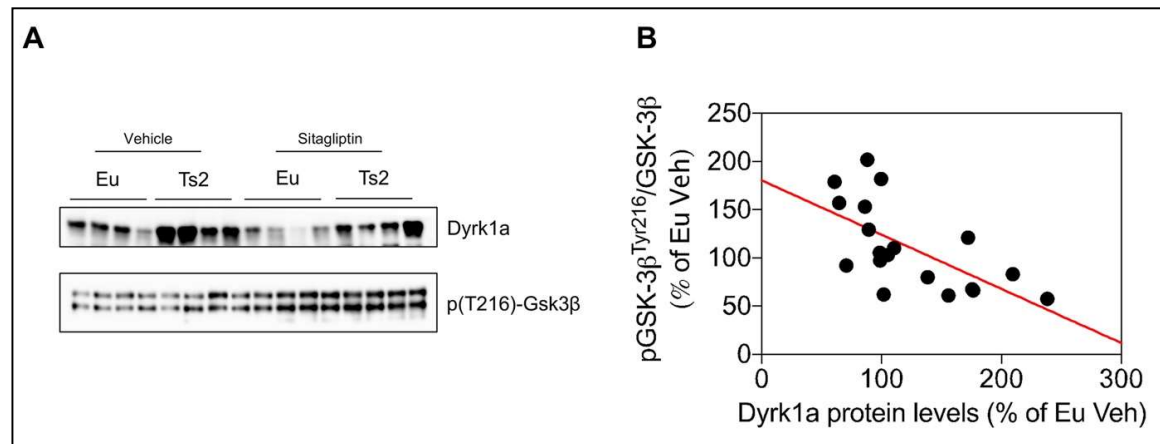 A
Vehicle
Sitagliptin
Eu
Ts2
Eu
Ts2
Dyrk1a
p(T216)-Gsk3β
B
pGSK-3β^Tyr216/GSK-3β
(% of Eu Veh)
250
200
150
100
50
0
0
100
200
300
Dyrk1a protein levels (% of Eu Veh)